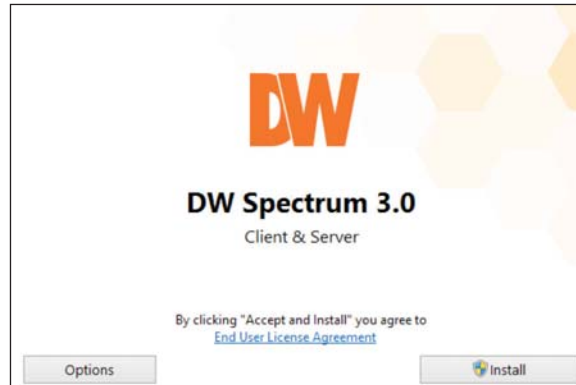 DW
DW Spectrum 3.0
Client & Server
By clicking "Accept and Install" you agree to
End User License Agreement
Options
Install